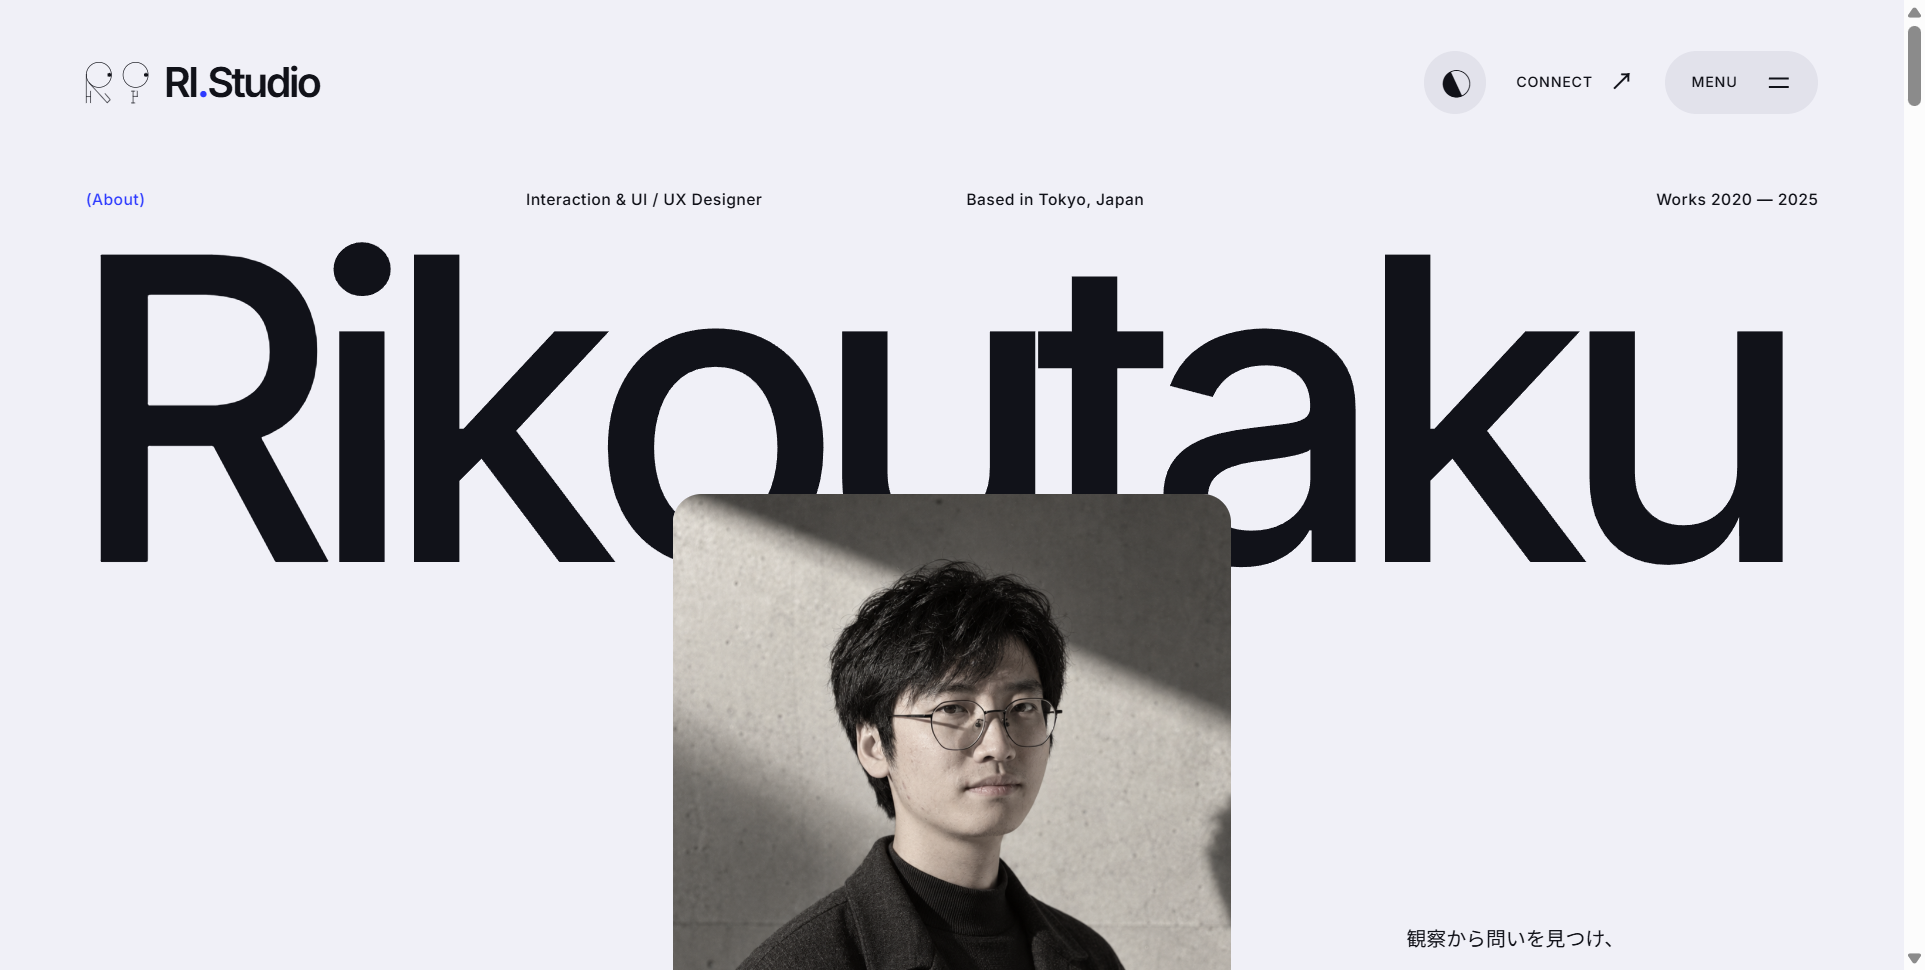 RI.Studio
CONNECT
MENU
(About)
Interaction & UI / UX Designer
Based in Tokyo, Japan
Works 2020 — 2025
Rikoutaku
観察から問いを見つけ、